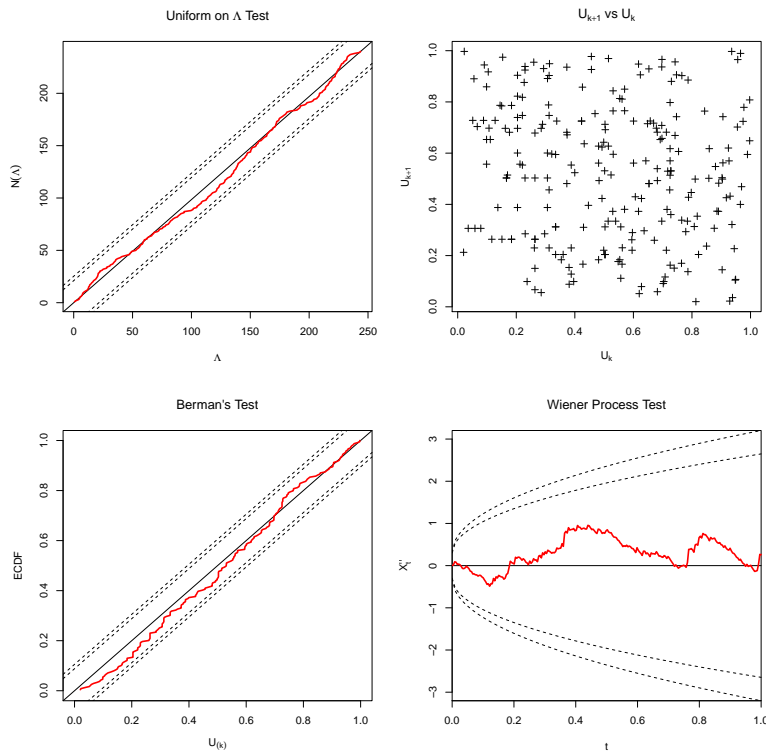 Uniform on Λ Test
N(Λ)
0 50 100 150 200
0 50 100 150 200 250
Λ
U_{k+1} vs U_k
U_{k+1}
0.0 0.2 0.4 0.6 0.8 1.0
0.0 0.2 0.4 0.6 0.8 1.0
U_k
Berman's Test
ECDF
0.0 0.2 0.4 0.6 0.8 1.0
0.0 0.2 0.4 0.6 0.8 1.0
U_{(k)}
Wiener Process Test
X_t^n
-3 -2 -1 0 1 2 3
0.0 0.2 0.4 0.6 0.8 1.0
t